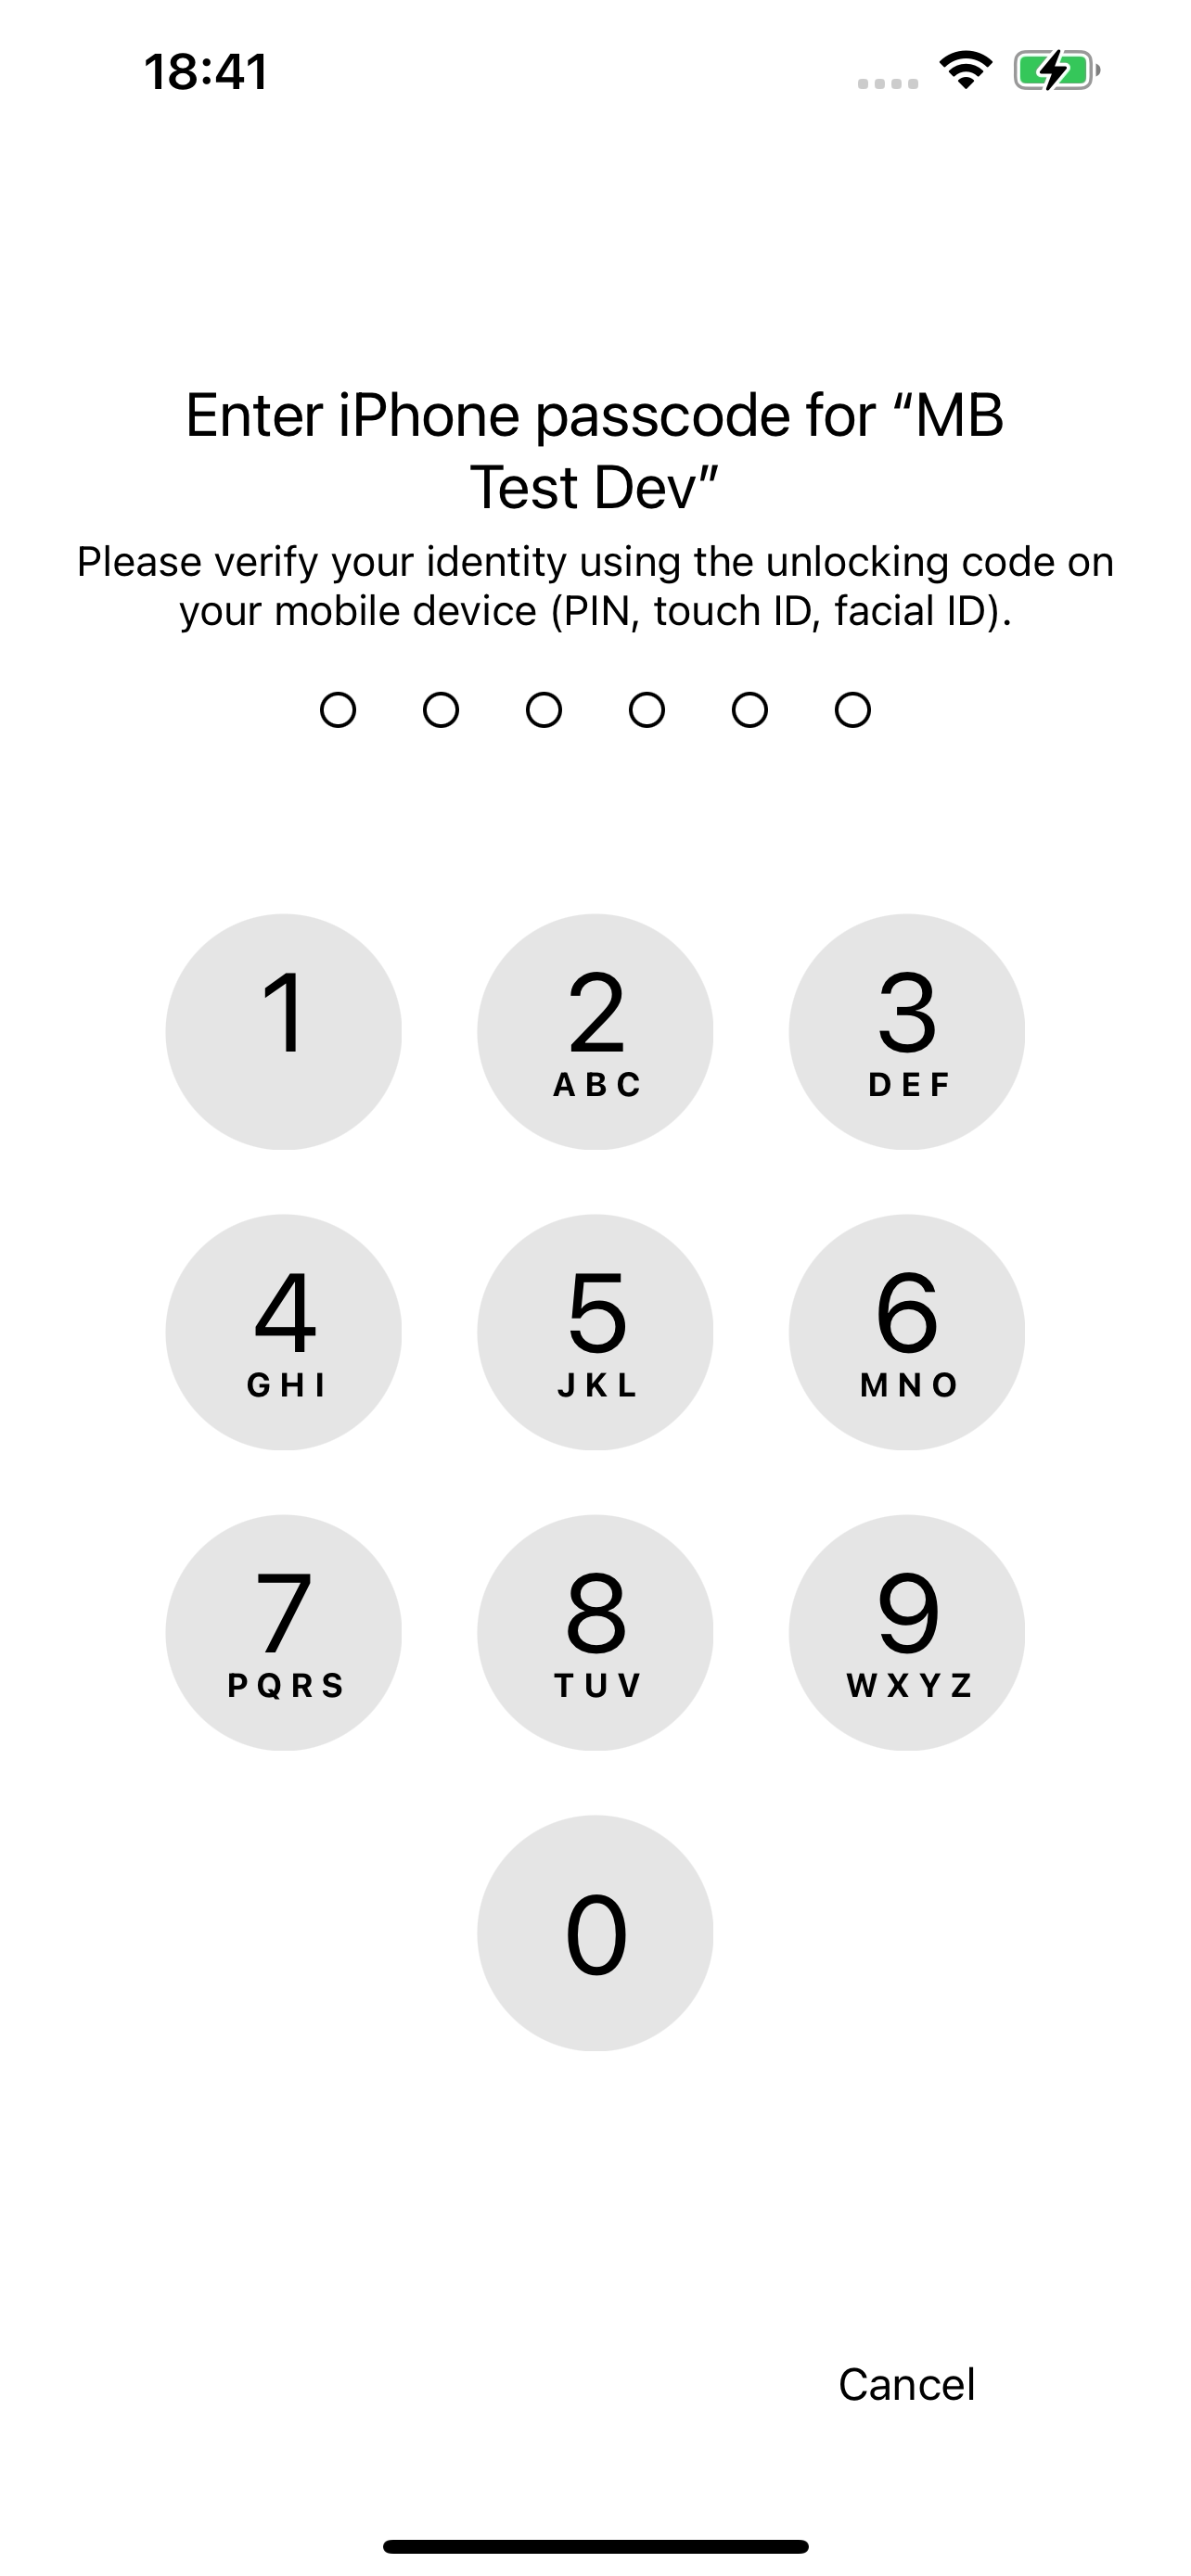 18:41
Enter iPhone passcode for “MB
Test Dev”
Please verify your identity using the unlocking code on
your mobile device (PIN, touch ID, facial ID).
1
2
ABC
3
DEF
4
GHI
5
JKL
6
MNO
7
PQRS
8
TUV
9
WXYZ
0
Cancel